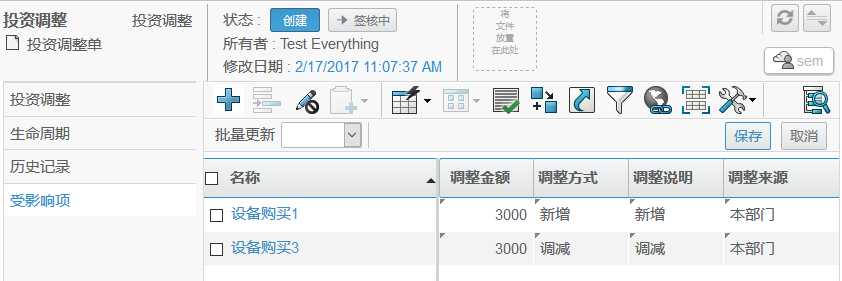 投资调整
投资调整
投资调整单
状态 : 创建 签核中
所有者 : Test Everything
修改日期 : 2/17/2017 11:07:37 AM
将
文件
放置
在此处
sem
投资调整
生命周期
历史记录
受影响项
批量更新
保存 取消
名称 调整金额 调整方式 调整说明 调整来源
设备购买1 3000 新增 新增 本部门
设备购买3 3000 调减 调减 本部门